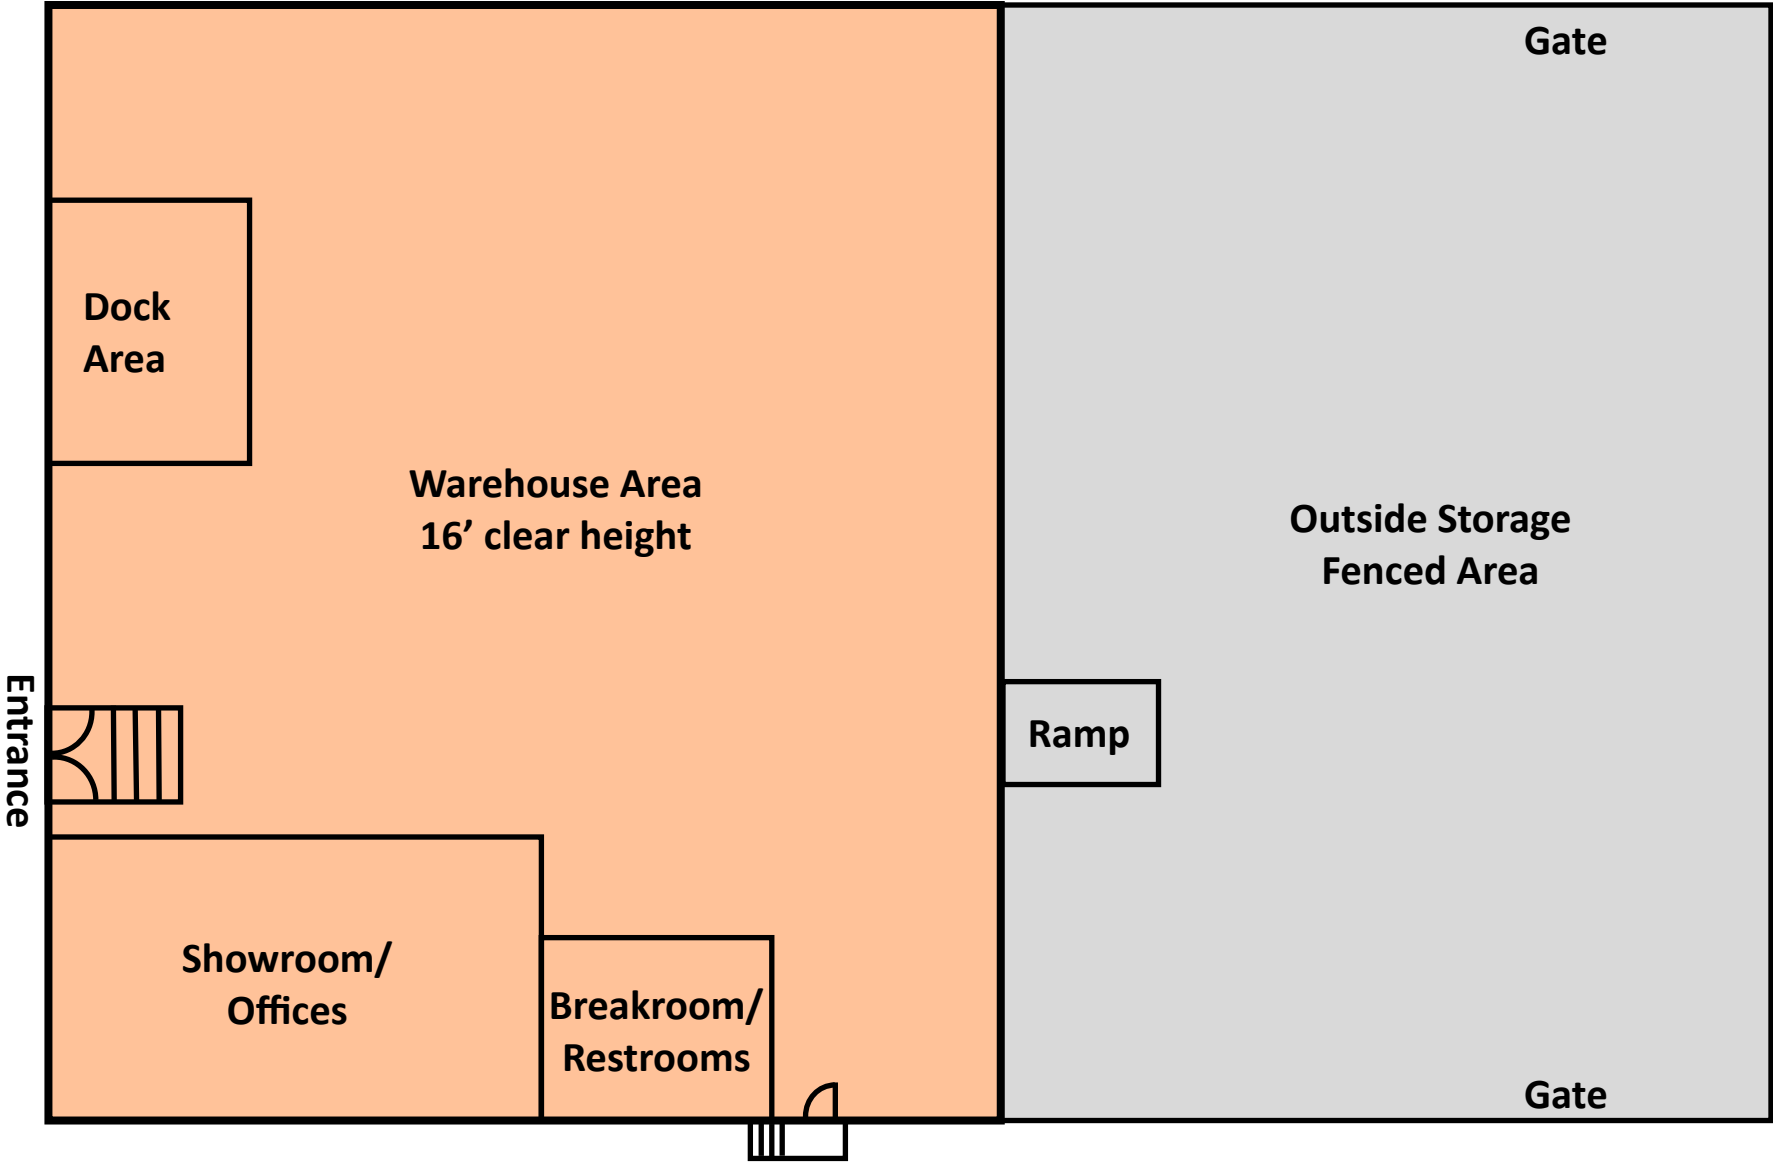 Gate
Dock
Area
Warehouse Area
16’ clear height
Outside Storage
Fenced Area
Entrance
Ramp
Showroom/
Offices
Breakroom/
Restrooms
Gate